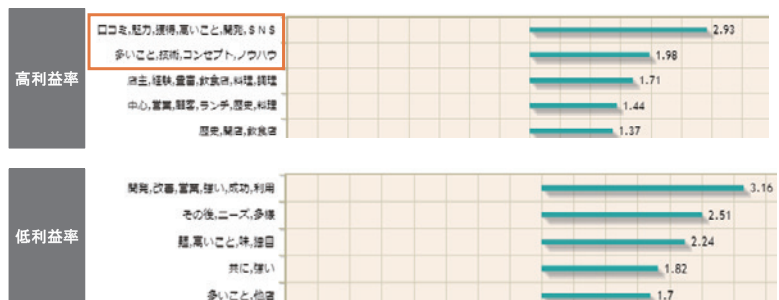 高利益率
口コミ,魅力,獲得,高いこと,開発,SNS
2.93
多いこと,技術,コンセプト,ノウハウ
1.98
店主,経験,豊富,飲食店,料理,調理
1.71
中心,営業,顧客,ランチ,歴史,料理
1.44
歴史,開店,飲食店
1.37
低利益率
開発,改善,営業,強い,成功,利用
3.16
その後,ニーズ,多様
2.51
麺,高いこと,味,注目
2.24
共に,強い
1.82
多いこと,他店
1.7